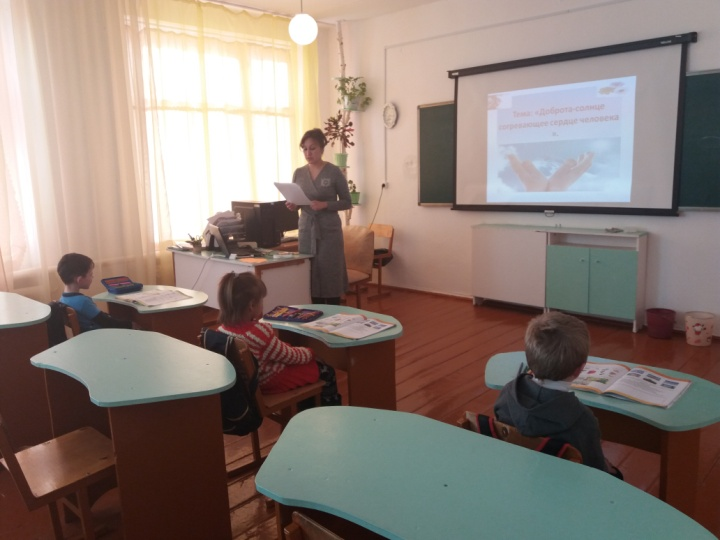 Тема: «Доброта-солнце
согревающее сердце человека
».